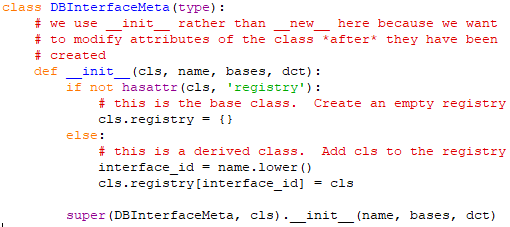 class DBInterfaceMeta(type):
    # we use __init__ rather than __new__ here because we want
    # to modify attributes of the class *after* they have been
    # created
    def __init__(cls, name, bases, dct):
        if not hasattr(cls, 'registry'):
            # this is the base class.  Create an empty registry
            cls.registry = {}
        else:
            # this is a derived class.  Add cls to the registry
            interface_id = name.lower()
            cls.registry[interface_id] = cls

        super(DBInterfaceMeta, cls).__init__(name, bases, dct)